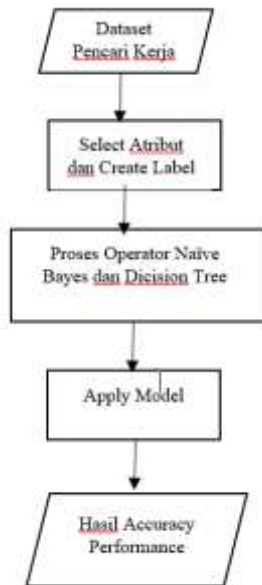 Dataset
Pencari Kerja
Select Atribut
dan Create Label
Proses Operator Naïve
Bayes dan Dicision Tree
Apply Model
Hasil Accuracy
Performance